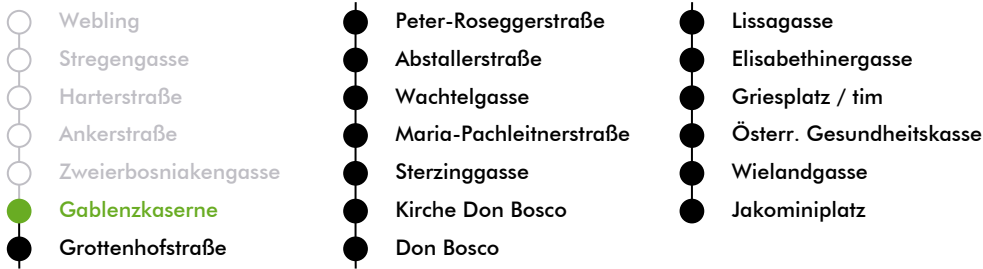 Webling
Stregengasse
Harterstraße
Ankerstraße
Zweierbosniakengasse
Gablenzkaserne
Grottenhofstraße
Peter-Roseggerstraße
Abstallerstraße
Wachtelgasse
Maria-Pachleitnerstraße
Sterzinggasse
Kirche Don Bosco
Don Bosco
Lissagasse
Elisabethinergasse
Griesplatz / tim
Österr. Gesundheitskasse
Wielandgasse
Jakominiplatz